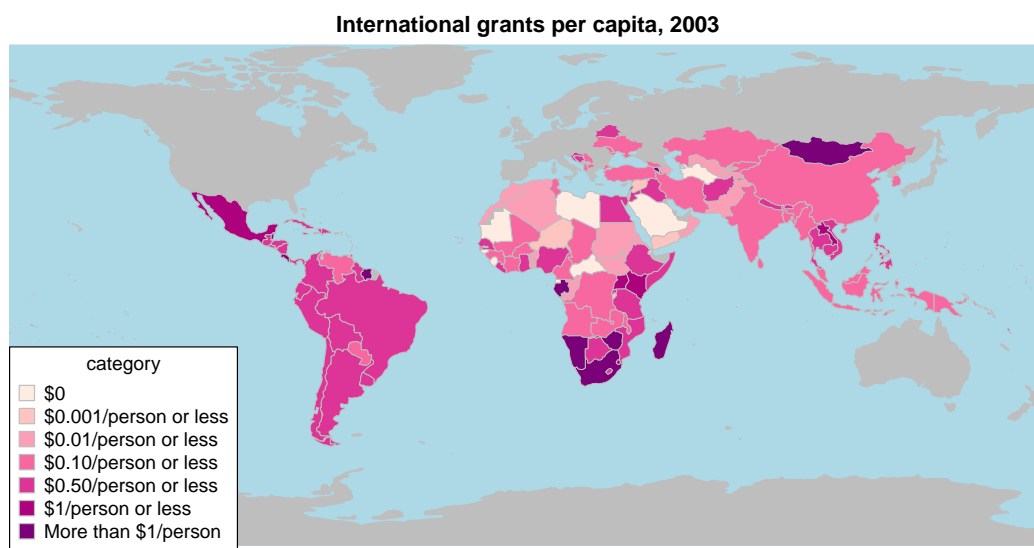 International grants per capita, 2003
category
$0
$0.001/person or less
$0.01/person or less
$0.10/person or less
$0.50/person or less
$1/person or less
More than $1/person